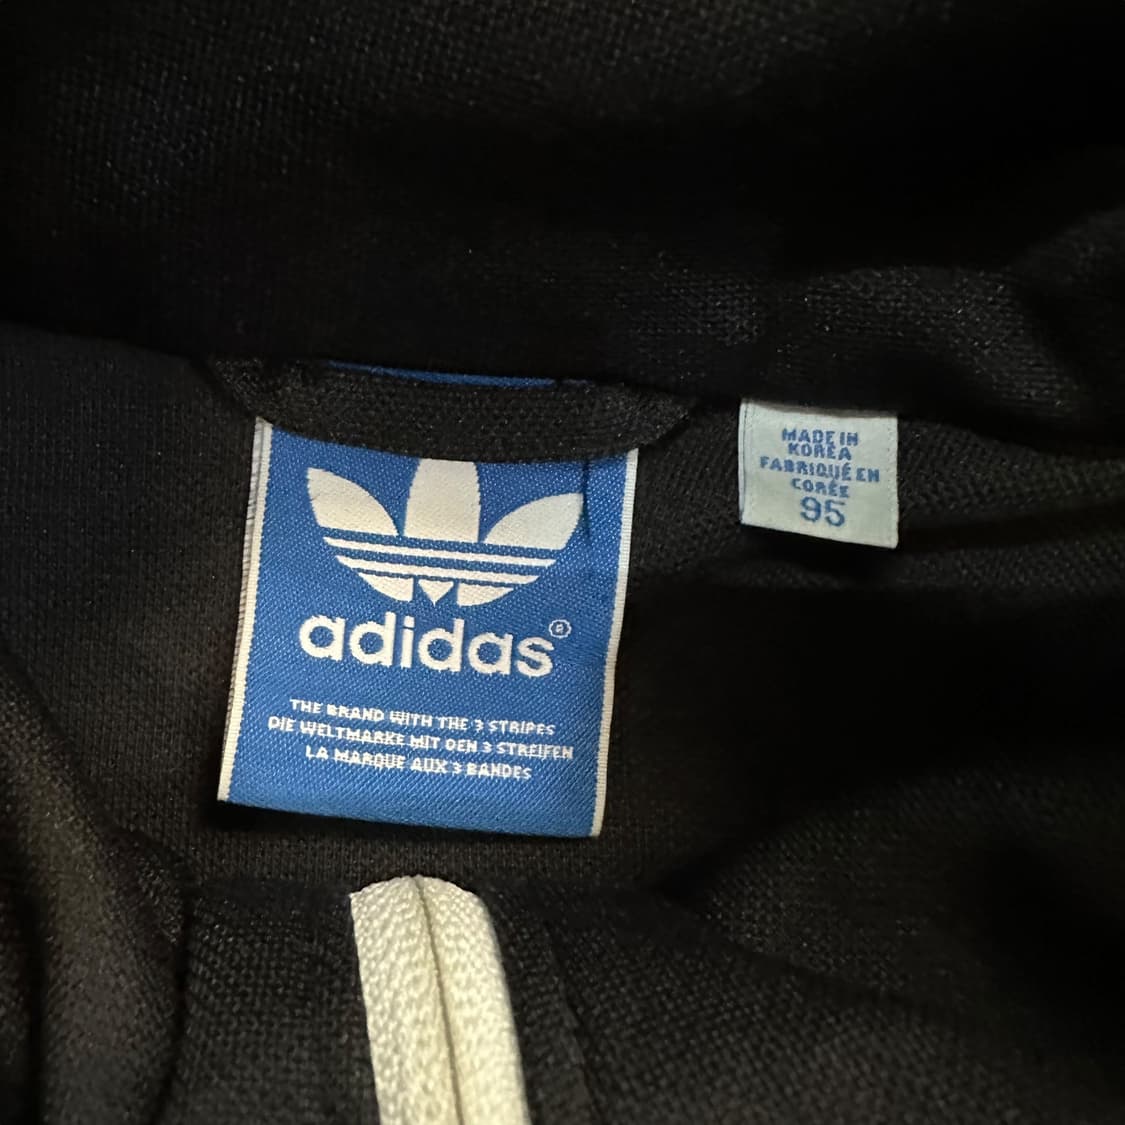 adidas®
THE BRAND WITH THE 3 STRIPES
DIE WELTMARKE MIT DEN 3 STREIFEN
LA MARQUE AUX 3 BANDES
MADE IN
KOREA
FABRIQUÉ EN
CORÉE
95